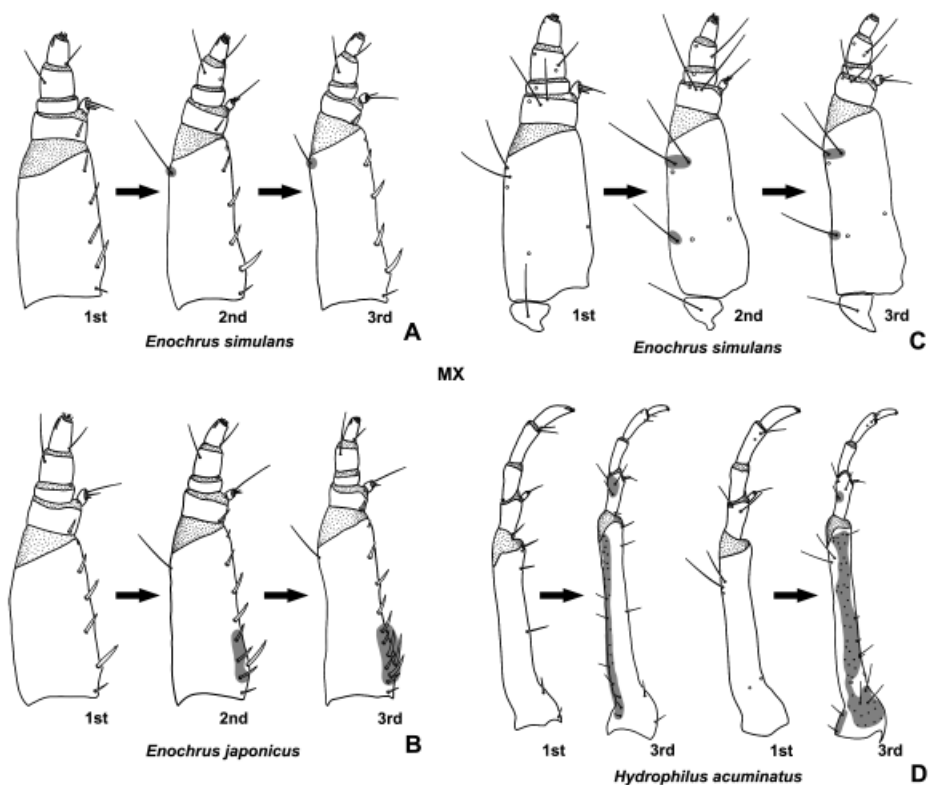 1st
2nd
3rd
A
Enochrus simulans
1st
2nd
3rd
C
Enochrus simulans
MX
1st
2nd
3rd
B
Enochrus japonicus
1st
3rd
1st
3rd
D
Hydrophilus acuminatus